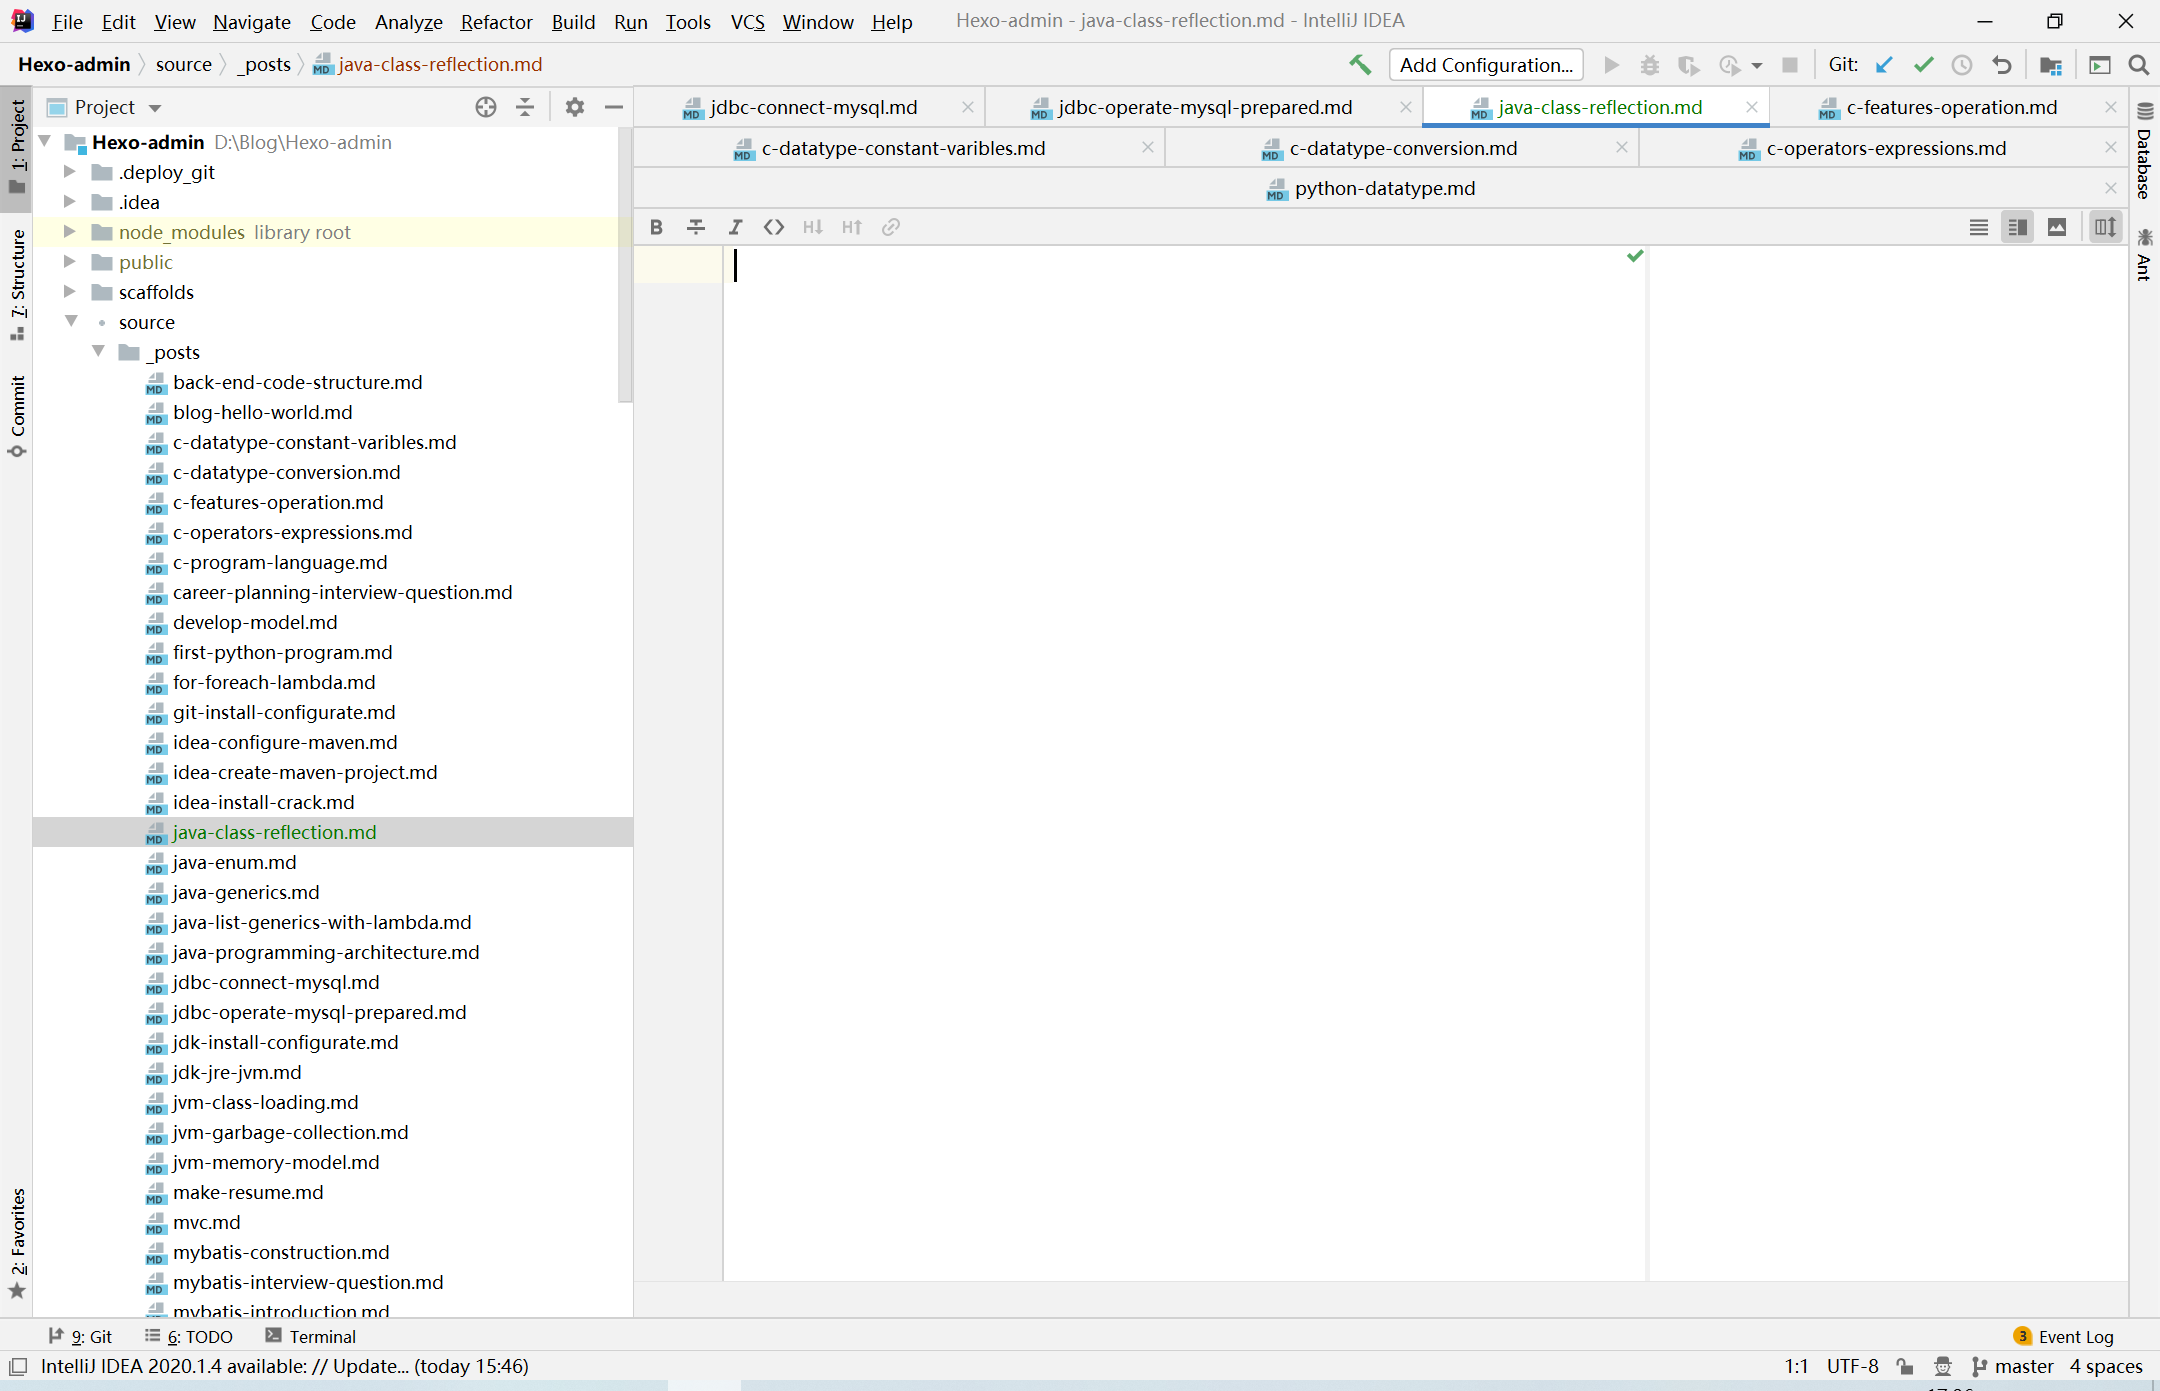 File Edit View Navigate Code Analyze Refactor Build Run Tools VCS Window Help Hexo-admin - java-class-reflection.md - IntelliJ IDEA
Hexo-admin source _posts java-class-reflection.md Add Configuration... Git:
1: Project
7: Structure
Commit
2: Favorites
Project
Hexo-admin D:\Blog\Hexo-admin
.deploy_git
.idea
node_modules library root
public
scaffolds
source
_posts
back-end-code-structure.md
blog-hello-world.md
c-datatype-constant-varibles.md
c-datatype-conversion.md
c-features-operation.md
c-operators-expressions.md
c-program-language.md
career-planning-interview-question.md
develop-model.md
first-python-program.md
for-foreach-lambda.md
git-install-configurate.md
idea-configure-maven.md
idea-create-maven-project.md
idea-install-crack.md
java-class-reflection.md
java-enum.md
java-generics.md
java-list-generics-with-lambda.md
java-programming-architecture.md
jdbc-connect-mysql.md
jdbc-operate-mysql-prepared.md
jdk-install-configurate.md
jdk-jre-jvm.md
jvm-class-loading.md
jvm-garbage-collection.md
jvm-memory-model.md
make-resume.md
mvc.md
mybatis-construction.md
mybatis-interview-question.md
mybatis-introduction.md
jdbc-connect-mysql.md jdbc-operate-mysql-prepared.md java-class-reflection.md c-features-operation.md
c-datatype-constant-varibles.md c-datatype-conversion.md c-operators-expressions.md
python-datatype.md
B I <> H↓ H↑
Database
Ant
9: Git 6: TODO Terminal 3 Event Log
IntelliJ IDEA 2020.1.4 available: // Update... (today 15:46) 1:1 UTF-8 master 4 spaces